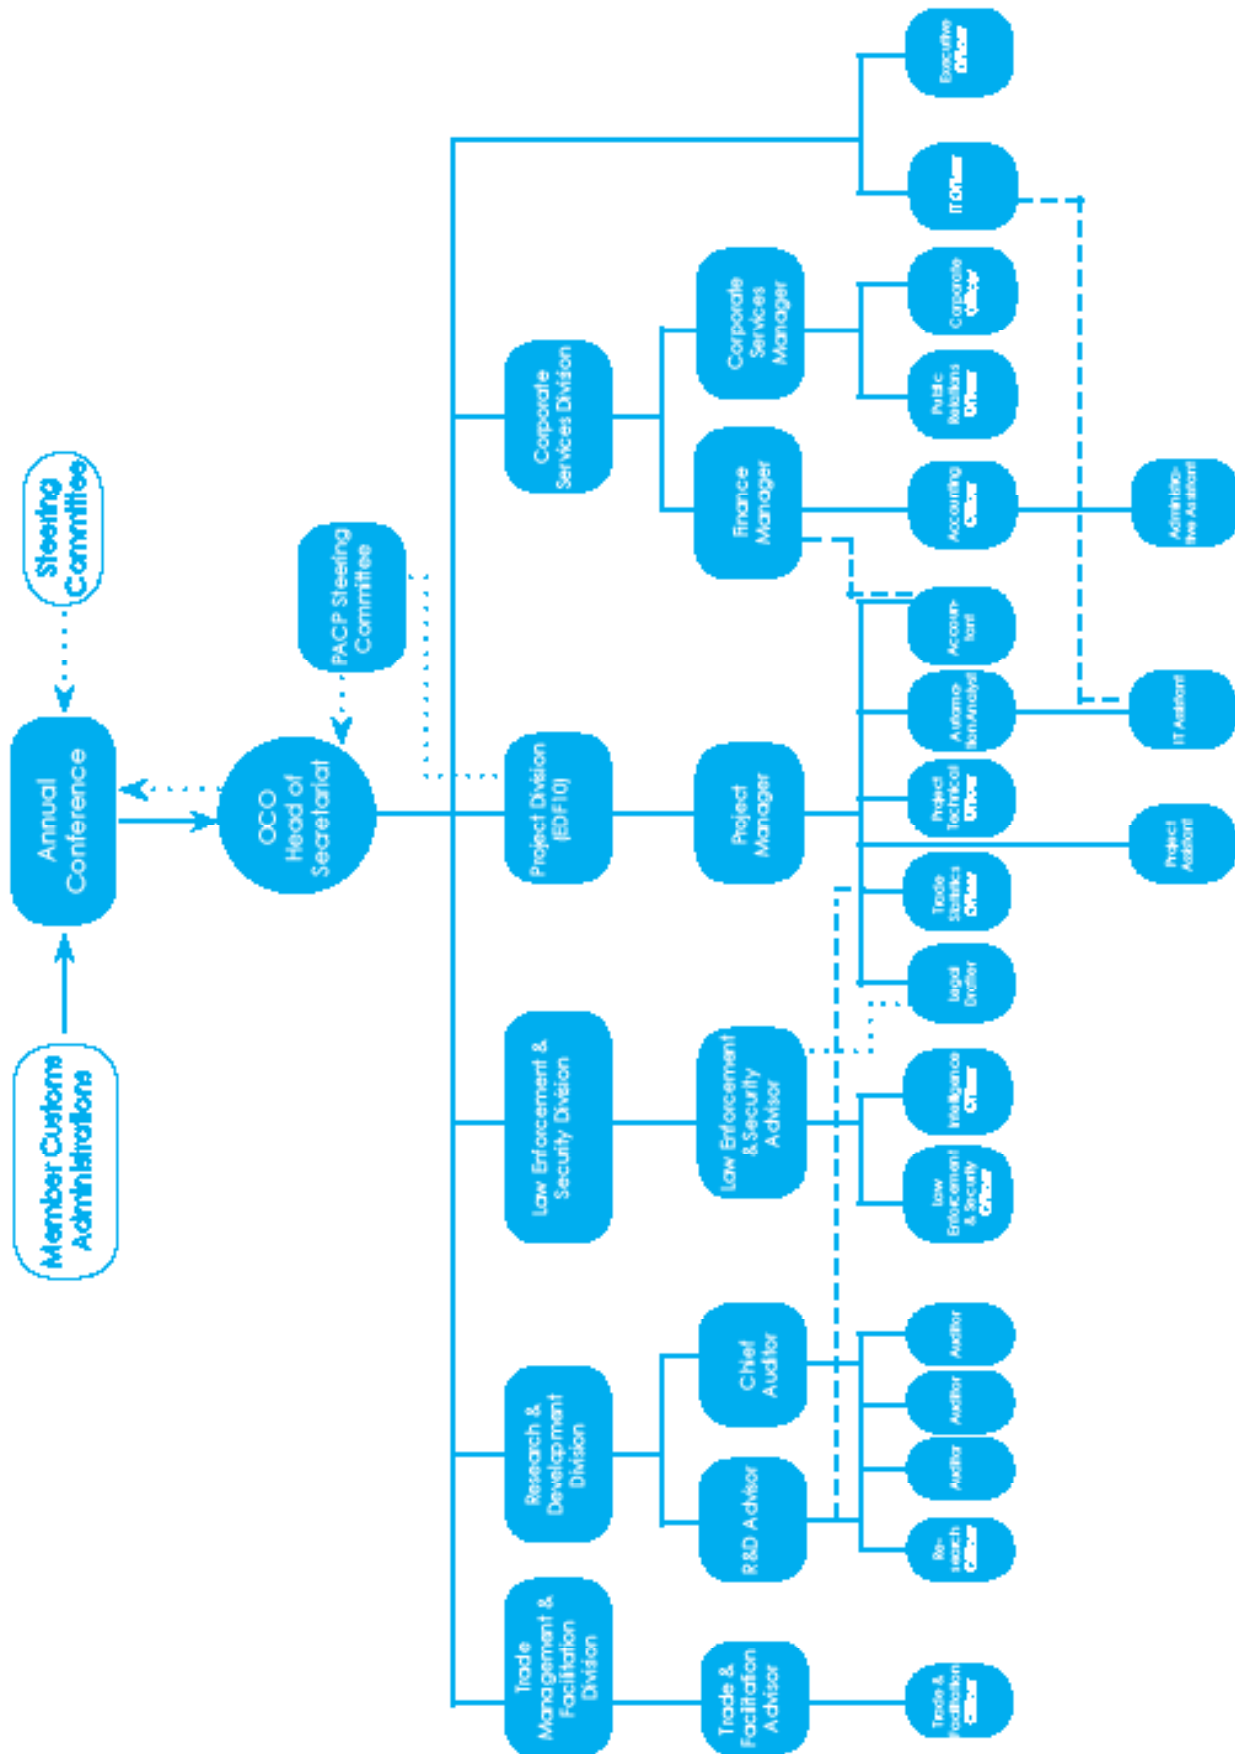 Member Customs
Administrations
Annual
Conference
Steering
Committee
OCO
Head of
Secretariat
PACP Steering
Committee
Trade
Management &
Facilitation
Division
Research &
Development
Division
Law Enforcement &
Security Division
Project Division
(EDF10)
Corporate
Services Division
Trade &
Facilitation
Advisor
R&D Advisor
Chief
Auditor
Law Enforcement
& Security
Advisor
Project
Manager
Finance
Manager
Corporate
Services
Manager
Trade &
Facilitation
Officer
Re-
search
Officer
Auditor
Auditor
Auditor
Law
Enforcement
& Security
Officer
Intelligence
Officer
Legal
Drafter
Trade
Statistics
Officer
Project
Technical
Officer
Automa-
tion Analyst
Accoun-
tant
Accounting
Officer
Public
Relations
Officer
Corporate
Officer
IT Officer
Executive
Officer
Project
Assistant
IT Assistant
Administra-
tive Assistant